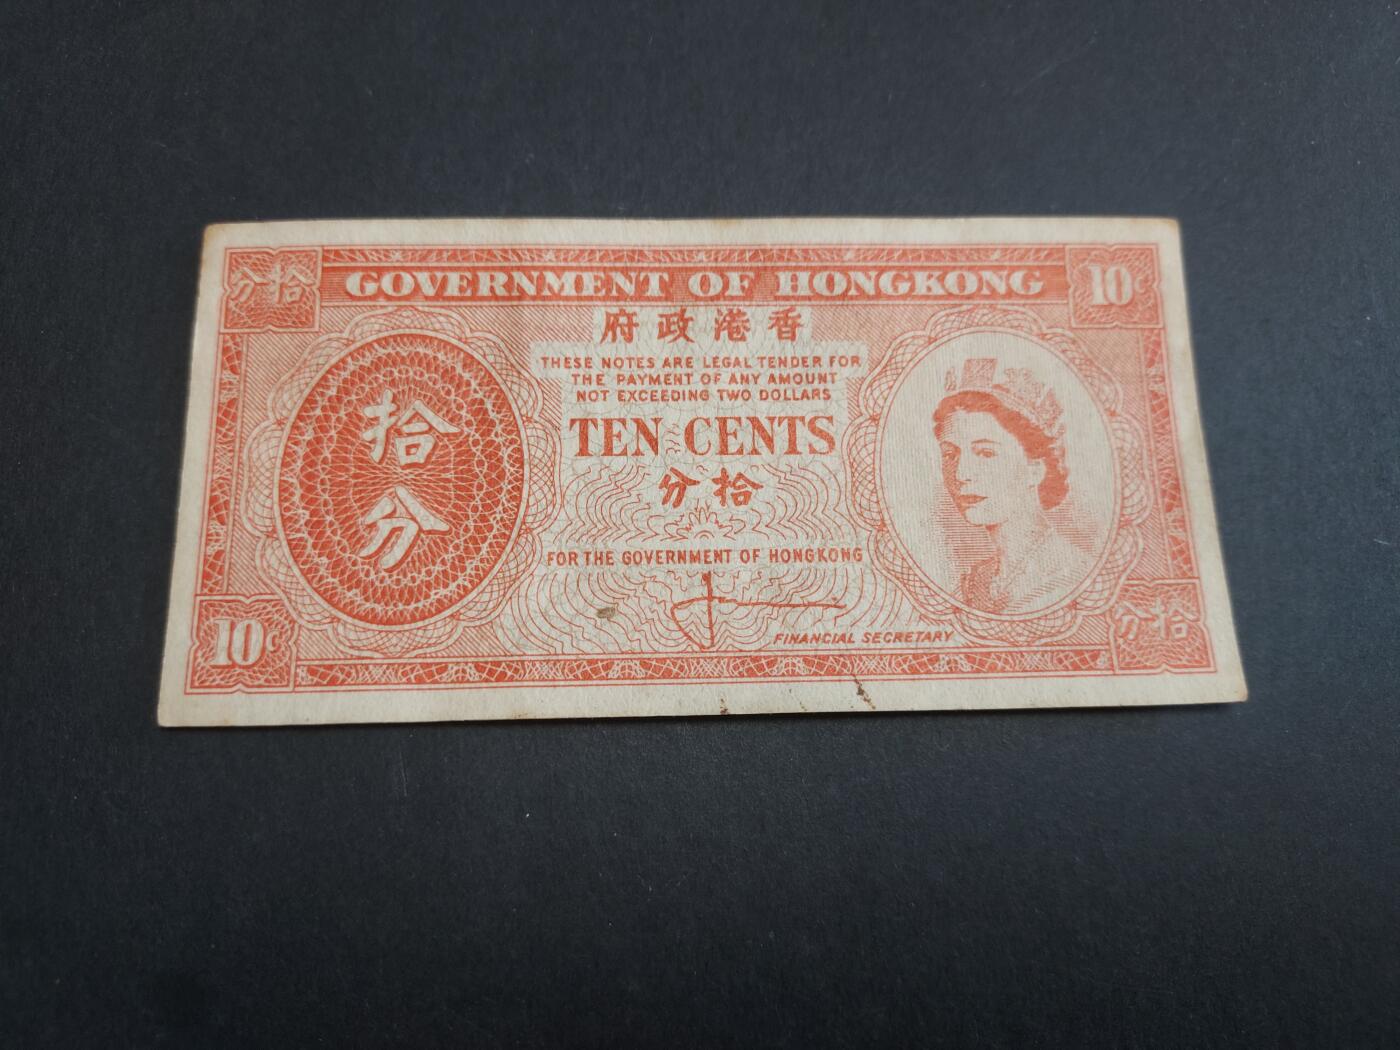 分拾 GOVERNMENT OF HONGKONG 10c
府政港香
THESE NOTES ARE LEGAL TENDER FOR
THE PAYMENT OF ANY AMOUNT
NOT EXCEEDING TWO DOLLARS
拾
分
TEN CENTS
分拾
FOR THE GOVERNMENT OF HONGKONG
FINANCIAL SECRETARY
10c 分拾